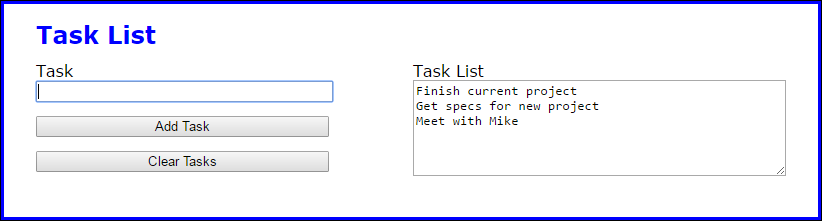 Task List
Task
Add Task
Clear Tasks
Task List
Finish current project
Get specs for new project
Meet with Mike